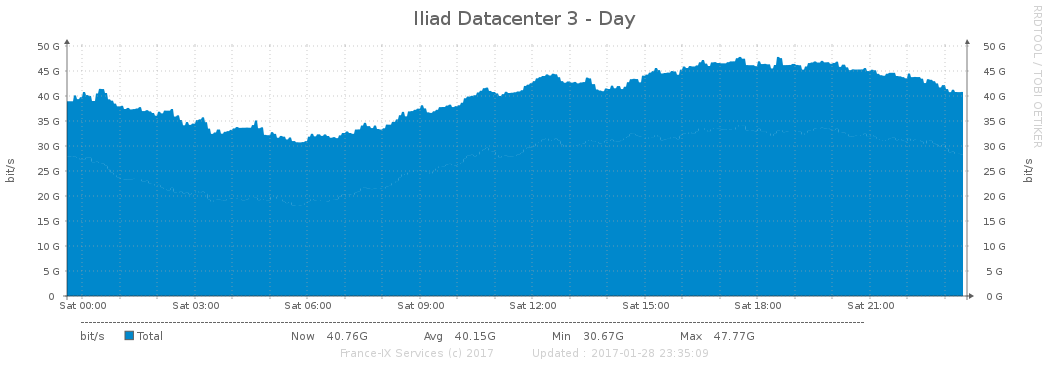 Iliad Datacenter 3 - Day
RRDTOOL / TOBI OETIKER
50 G 50 G
45 G 45 G
40 G 40 G
35 G 35 G
30 G 30 G
25 G 25 G
20 G 20 G
15 G 15 G
10 G 10 G
5 G 5 G
0 0 G
bit/s bit/s
Sat 00:00 Sat 03:00 Sat 06:00 Sat 09:00 Sat 12:00 Sat 15:00 Sat 18:00 Sat 21:00
bit/s Total Now 40.76G Avg 40.15G Min 30.67G Max 47.77G
France-IX Services (c) 2017 Updated : 2017-01-28 23:35:09